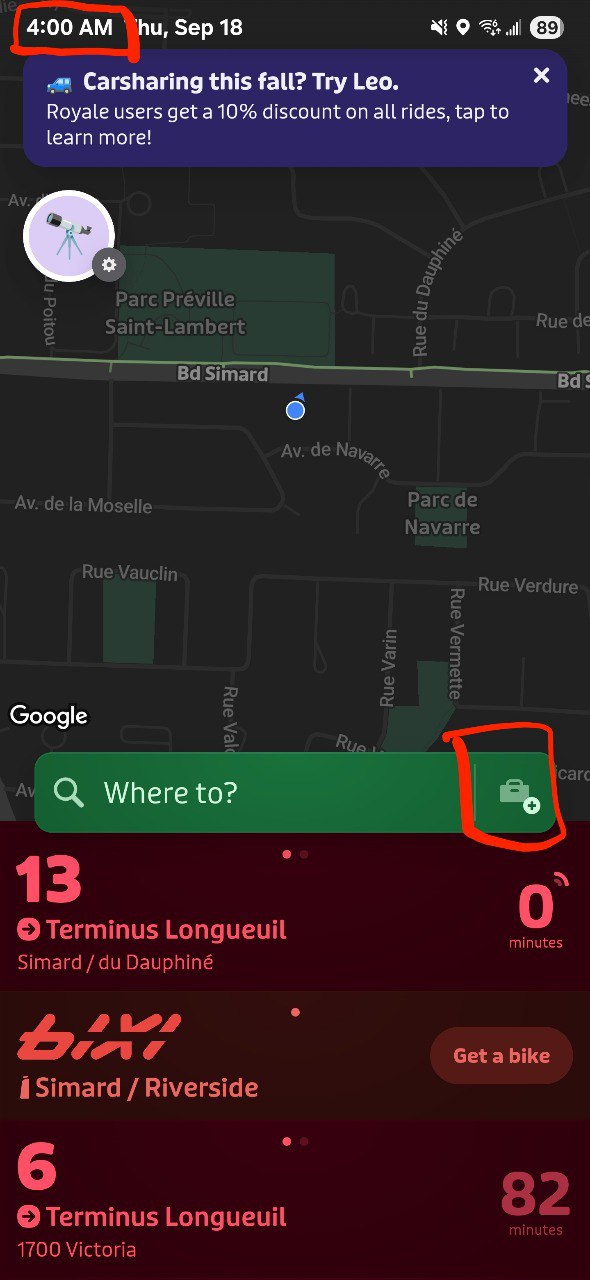 4:00 AM Thu, Sep 18
89
Carsharing this fall? Try Leo.
Royale users get a 10% discount on all rides, tap to
learn more!
Av.
du Poitou
Parc Préville
Saint-Lambert
Rue du Dauphiné
Rue de
Bd Simard
Bd S
Av. de Navarre
Av. de la Moselle
Parc de
Navarre
Rue Vauclin
Rue Verdure
Rue Vermette
Rue Varin
Rue Valc
Google
Rue
icard
Av
Where to?
13
Terminus Longueuil
Simard / du Dauphiné
0
minutes
bixi
Simard / Riverside
Get a bike
6
Terminus Longueuil
1700 Victoria
82
minutes